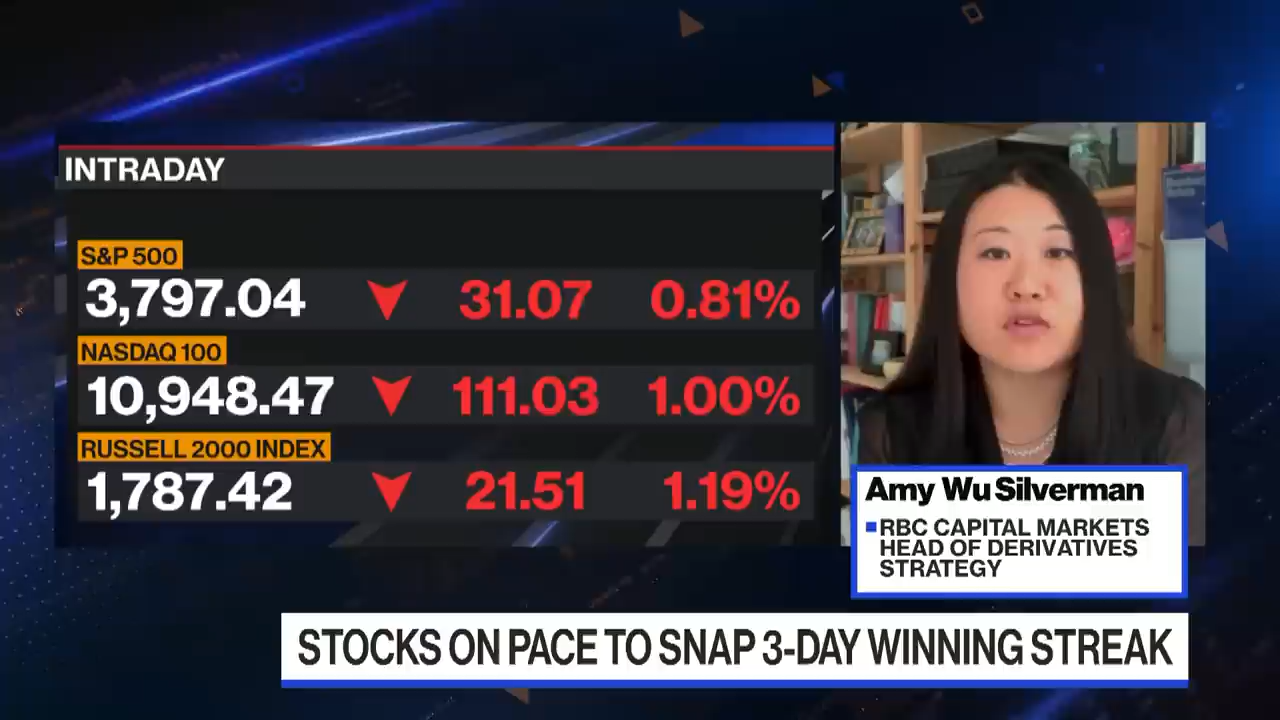 INTRADAY
S&P 500
3,797.04 31.07 0.81%
NASDAQ 100
10,948.47 111.03 1.00%
RUSSELL 2000 INDEX
1,787.42 21.51 1.19%
Amy Wu Silverman
RBC CAPITAL MARKETS
HEAD OF DERIVATIVES
STRATEGY
STOCKS ON PACE TO SNAP 3-DAY WINNING STREAK